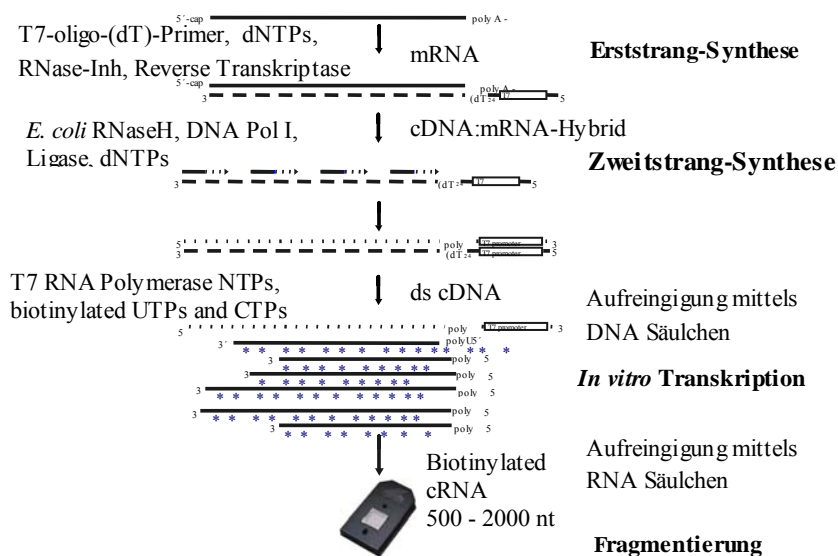 5´-cap poly A -
T7-oligo-(dT)-Primer, dNTPs,
mRNA
Erststrang-Synthese
RNase-Inh, Reverse Transkriptase
5´-cap poly A -
3 (dT24 T7 5
E. coli RNaseH, DNA Pol I,
cDNA:mRNA-Hybrid
Ligase, dNTPs
Zweitstrang-Synthese
3 (dT24 T7 5
5 poly T7 promoter 3
3 (dT24 T7 promoter 5
T7 RNA Polymerase NTPs,
ds cDNA
biotinylated UTPs and CTPs
Aufreingigung mittels
DNA Säulchen
5 poly T7 promoter 3
3´ polyU5´
3 poly 5
3 poly 5
In vitro Transkription
3 poly 5
3 poly 5
3 poly 5
Aufreingigung mittels
RNA Säulchen
Biotinylated
cRNA
500 - 2000 nt
Fragmentierung